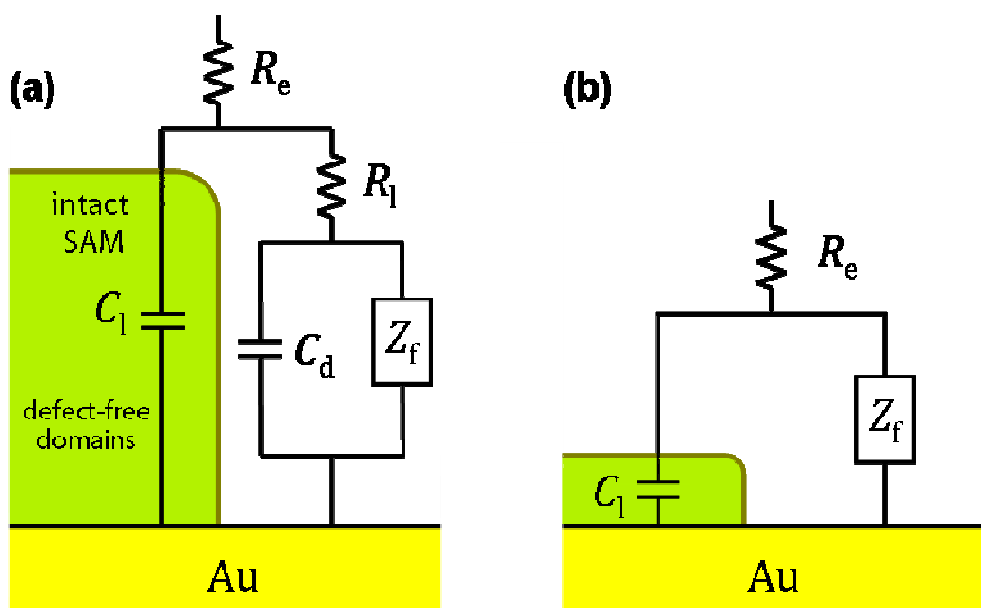 (a)
Re
Rl
intact
SAM
Cl
Cd
Zf
defect-free
domains
Au
(b)
Re
Zf
Cl
Au